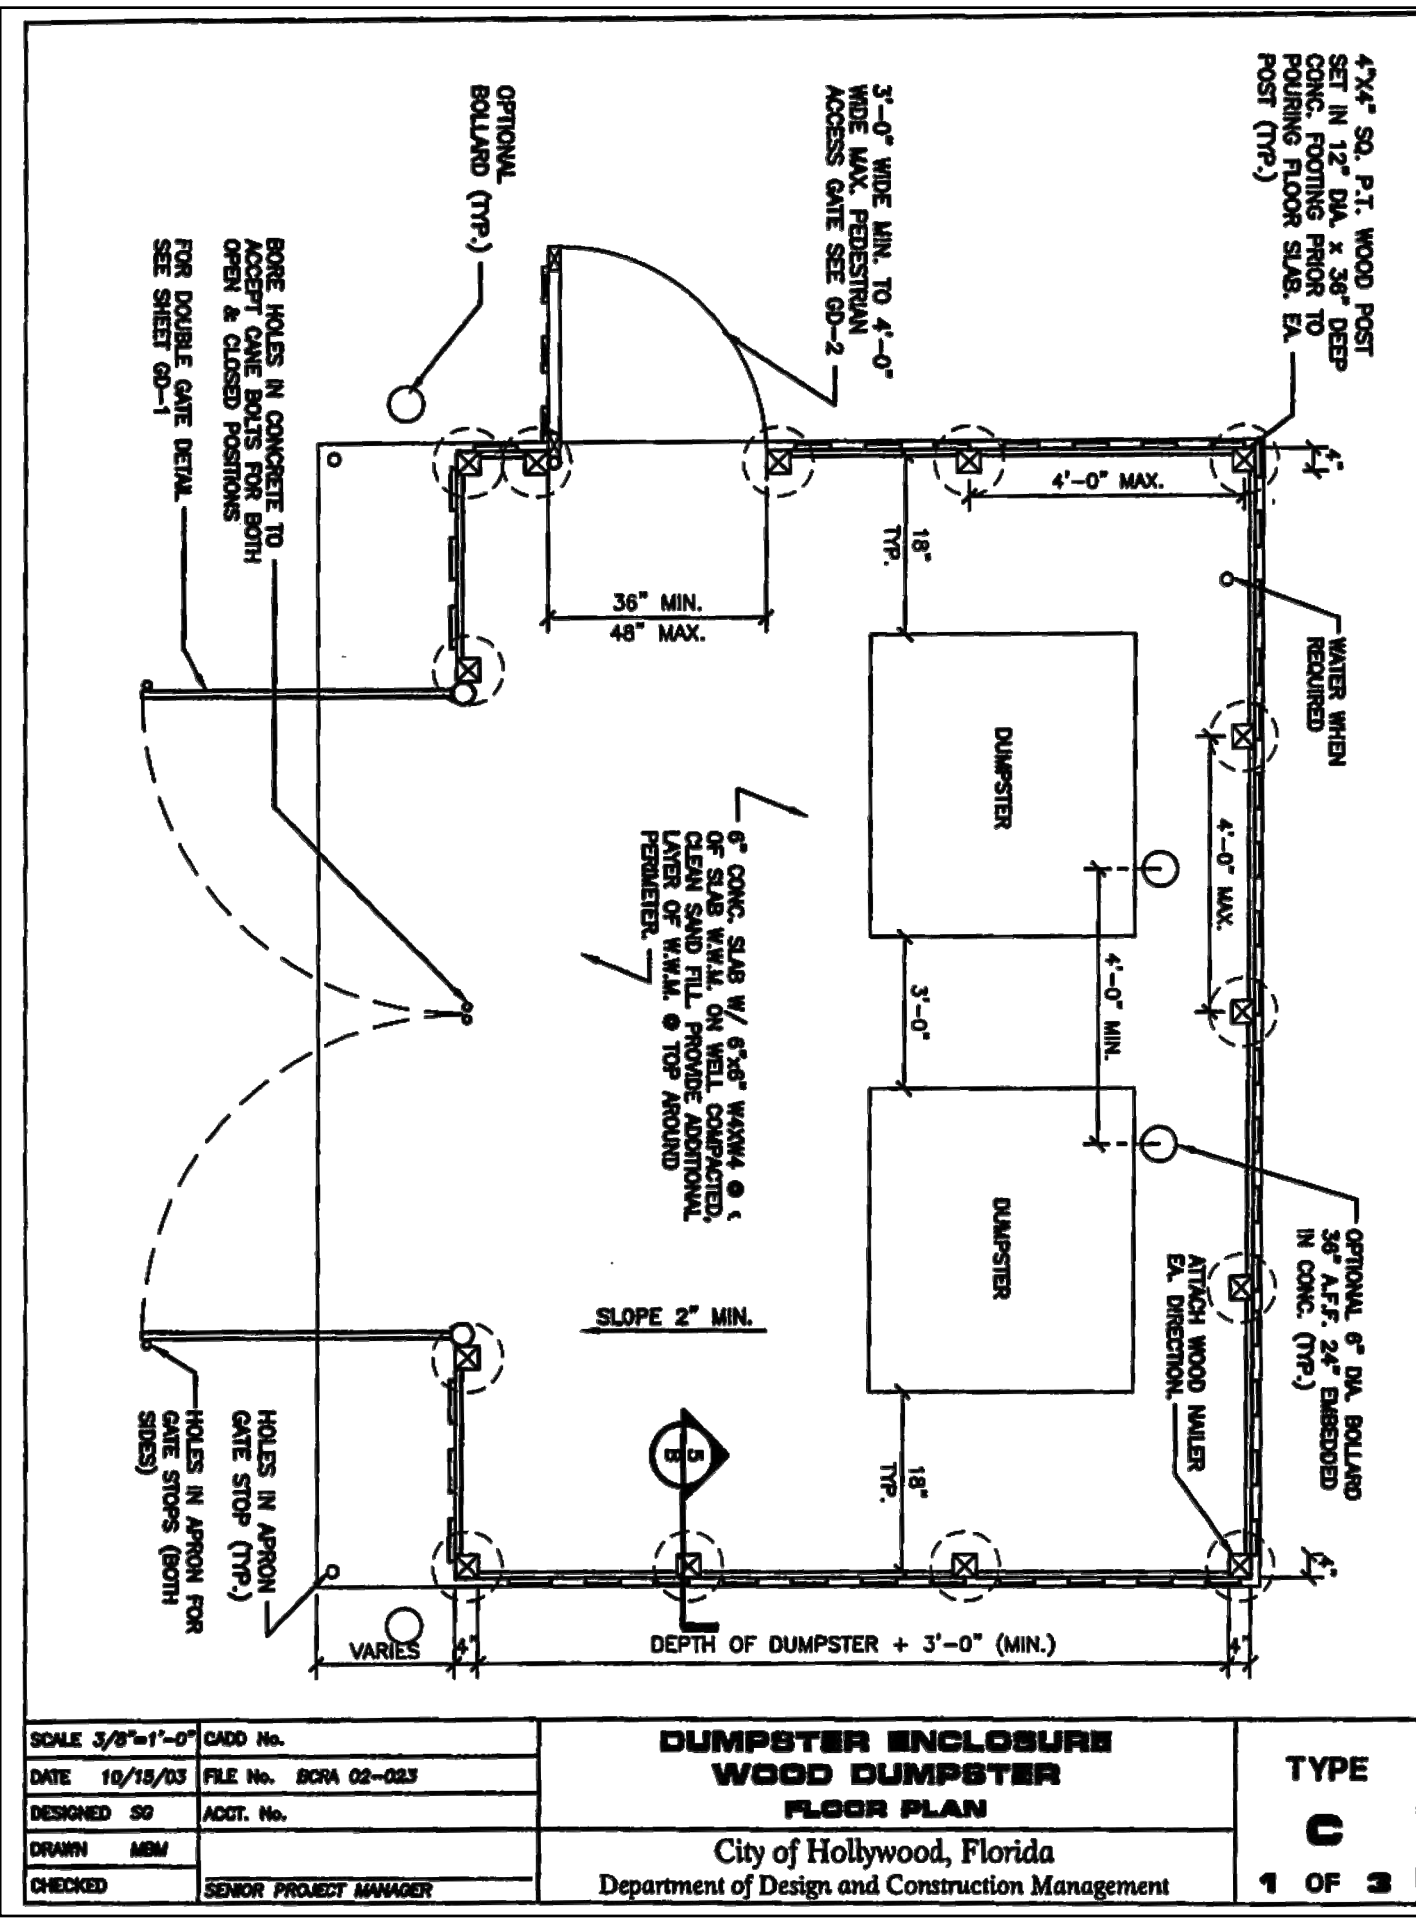 4"X4" SQ. P.T. WOOD POST
SET IN 12" DIA. x 36" DEEP
CONC. FOOTING PRIOR TO
POURING FLOOR SLAB. EA.
POST (TYP.)
3'-0" WIDE MIN. TO 4'-0"
WIDE MAX. PEDESTRIAN
ACCESS GATE SEE GD-2
OPTIONAL
BOLLARD (TYP.)
BORE HOLES IN CONCRETE TO
ACCEPT CANE BOLTS FOR BOTH
OPEN & CLOSED POSITIONS
FOR DOUBLE GATE DETAIL
SEE SHEET GD-1
4"
4'-0" MAX.
18"
TYP.
36" MIN.
48" MAX.
WATER WHEN
REQUIRED
DUMPSTER
4'-0" MAX.
4'-0" MIN.
3'-0"
6" CONC. SLAB W/ 6"x6" W4XW4 @
OF SLAB W.W.M. ON WELL COMPACTED,
CLEAN SAND FILL. PROVIDE ADDITIONAL
LAYER OF W.W.M. @ TOP AROUND
PERIMETER.
DUMPSTER
OPTIONAL 6" DIA. BOLLARD
36" A.F.F. 24" EMBEDDED
IN CONC. (TYP.)
ATTACH WOOD NAILER
EA. DIRECTION.
SLOPE 2" MIN.
5
B
18"
TYP.
4"
HOLES IN APRON
GATE STOP (TYP.)
HOLES IN APRON FOR
GATE STOPS (BOTH
SIDES)
VARIES
4"
DEPTH OF DUMPSTER + 3'-0" (MIN.)
4"
SCALE 3/8"=1'-0"
CADD No.
DATE 10/15/03
FILE No. BCRA 02-023
DESIGNED SG
ACCT. No.
DRAWN MBM
CHECKED
SENIOR PROJECT MANAGER
DUMPSTER ENCLOSURE
WOOD DUMPSTER
FLOOR PLAN
City of Hollywood, Florida
Department of Design and Construction Management
TYPE
C
1 OF 3